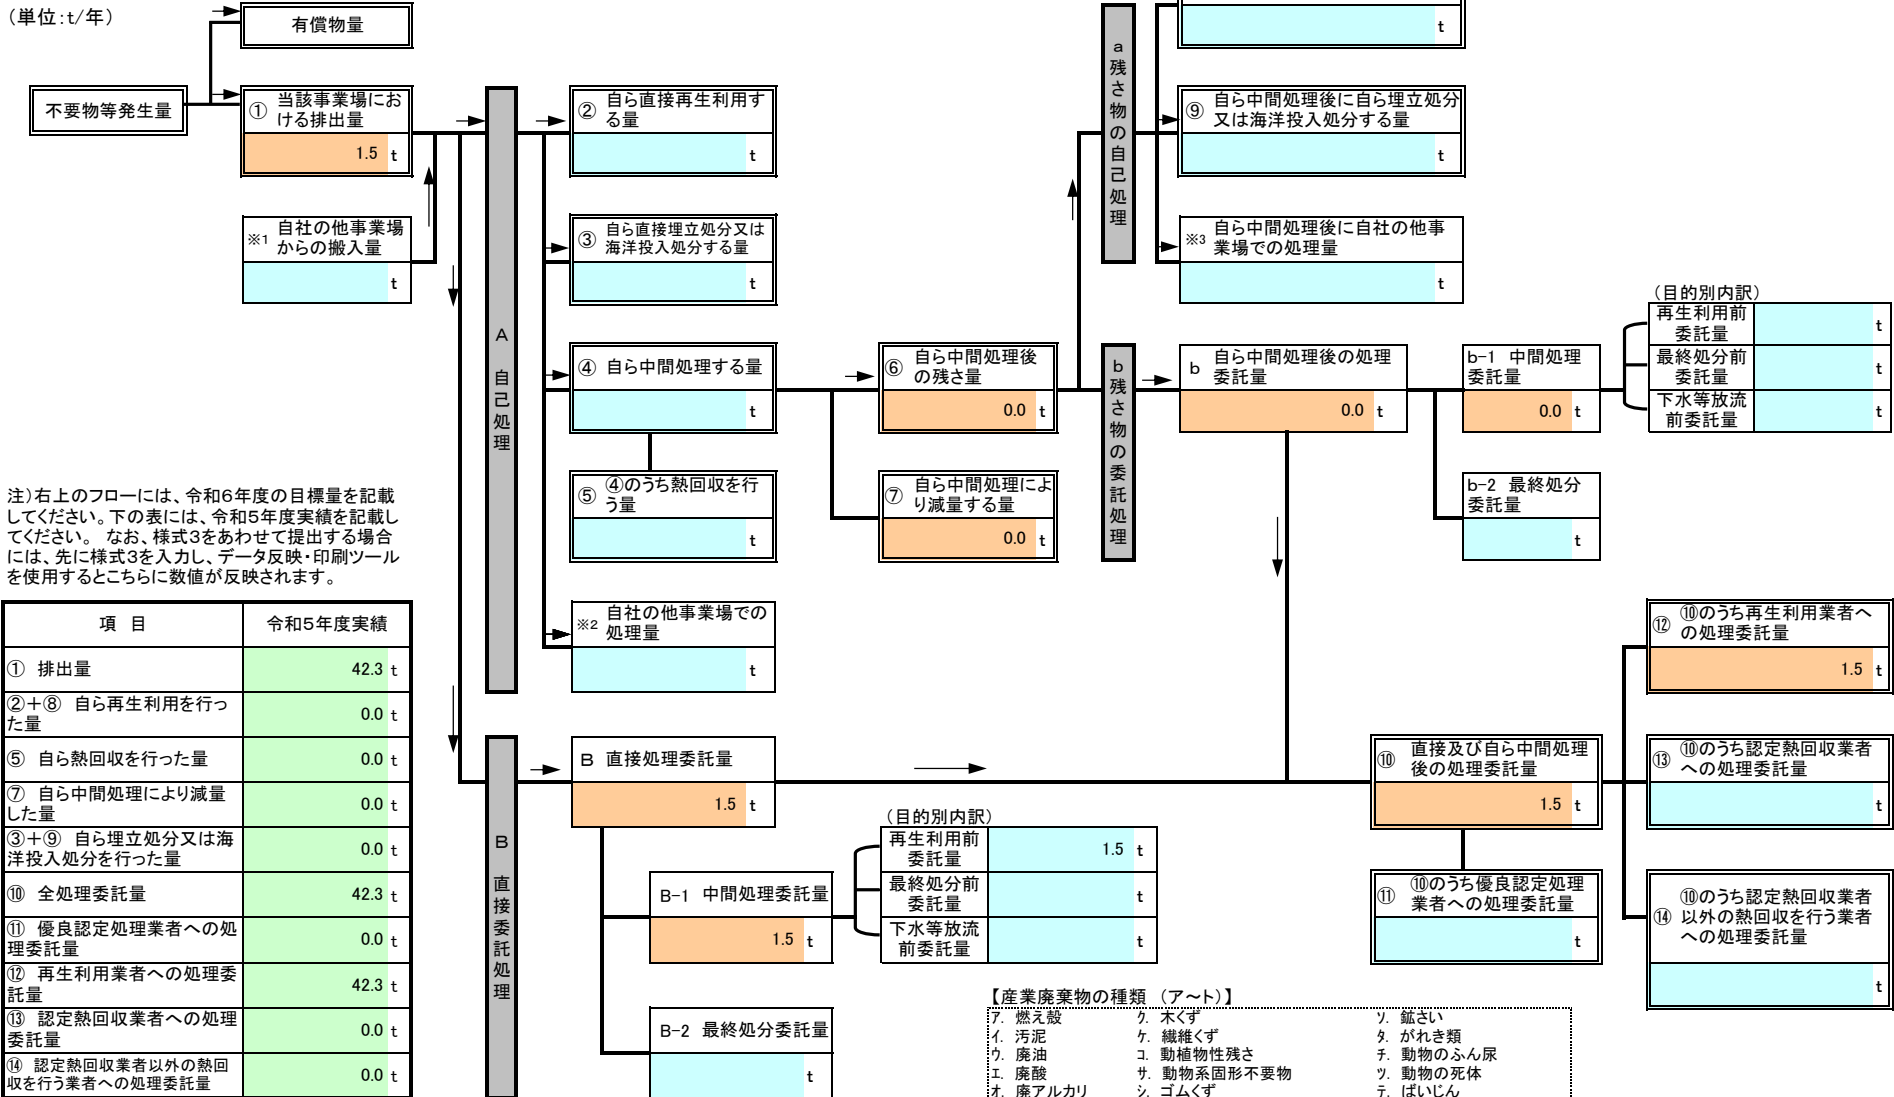 （単位：t/年）
有償物量
不要物等発生量
① 当該事業場にお
ける排出量
1.5 t
※1 自社の他事業場
からの搬入量
t
A 自己処理
② 自ら直接再生利用す
る量
t
③ 自ら直接埋立処分又は
海洋投入処分する量
t
④ 自ら中間処理する量
t
⑤ ④のうち熱回収を行
う量
t
※2 自社の他事業場での
処理量
t
⑥ 自ら中間処理後
の残さ量
0.0 t
⑦ 自ら中間処理によ
り減量する量
0.0 t
a 残さ物の自己処理
t
⑨ 自ら中間処理後に自ら埋立処分
又は海洋投入処分する量
t
※3 自ら中間処理後に自社の他事
業場での処理量
t
b 残さ物の委託処理
b 自ら中間処理後の処理
委託量
0.0 t
b-1 中間処理
委託量
0.0 t
（目的別内訳）
再生利用前
委託量
t
最終処分前
委託量
t
下水等放流
前委託量
t
b-2 最終処分
委託量
t
注）右上のフローには、令和６年度の目標量を記載
してください。下の表には、令和５年度実績を記載し
てください。 なお、様式３をあわせて提出する場合
には、先に様式３を入力し、データ反映・印刷ツール
を使用するとこちらに数値が反映されます。
項 目 令和５年度実績
① 排出量 42.3 t
②＋⑧ 自ら再生利用を行っ
た量 0.0 t
⑤ 自ら熱回収を行った量 0.0 t
⑦ 自ら中間処理により減量
した量 0.0 t
③＋⑨ 自ら埋立処分又は海
洋投入処分を行った量 0.0 t
⑩ 全処理委託量 42.3 t
⑪ 優良認定処理業者への処
理委託量 0.0 t
⑫ 再生利用業者への処理委
託量 42.3 t
⑬ 認定熱回収業者への処理
委託量 0.0 t
⑭ 認定熱回収業者以外の熱回
収を行う業者への処理委託量 0.0 t
B 直接委託処理
B 直接処理委託量
1.5 t
B-1 中間処理委託量
1.5 t
（目的別内訳）
再生利用前
委託量
1.5 t
最終処分前
委託量
t
下水等放流
前委託量
t
B-2 最終処分委託量
t
⑩ 直接及び自ら中間処理
後の処理委託量
1.5 t
⑪ ⑩のうち優良認定処理
業者への処理委託量
t
⑫ ⑩のうち再生利用業者へ
の処理委託量
1.5 t
⑬ ⑩のうち認定熱回収業者
への処理委託量
t
⑭ ⑩のうち認定熱回収業者
以外の熱回収を行う業者
への処理委託量
t
【産業廃棄物の種類 （ア～ト）】
ア. 燃え殻 ク. 木くず ソ. 鉱さい
イ. 汚泥 ケ. 繊維くず タ. がれき類
ウ. 廃油 コ. 動植物性残さ チ. 動物のふん尿
エ. 廃酸 サ. 動物系固形不要物 ツ. 動物の死体
オ. 廃アルカリ シ. ゴムくず テ. ばいじん